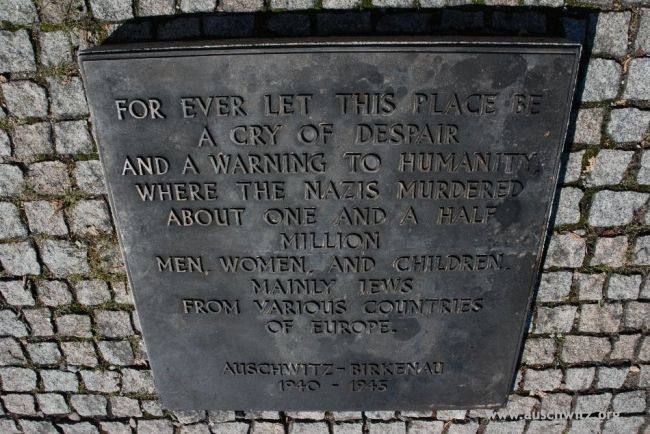 FOR EVER LET THIS PLACE BE
A CRY OF DESPAIR
AND A WARNING TO HUMANITY,
WHERE THE NAZIS MURDERED
ABOUT ONE AND A HALF
MILLION
MEN, WOMEN, AND CHILDREN,
MAINLY JEWS
FROM VARIOUS COUNTRIES
OF EUROPE.
AUSCHWITZ - BIRKENAU
1940 - 1945
www.auschwitz.org